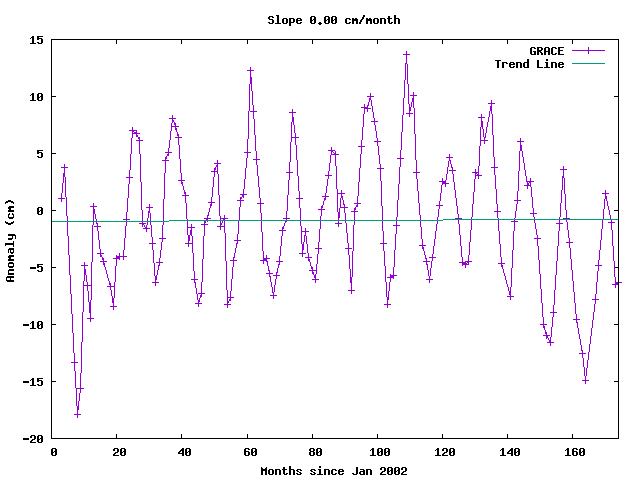 Slope 0.00 cm/month
GRACE
Trend Line
15
10
5
0
-5
-10
-15
-20
Anomaly (cm)
0 20 40 60 80 100 120 140 160
Months since Jan 2002